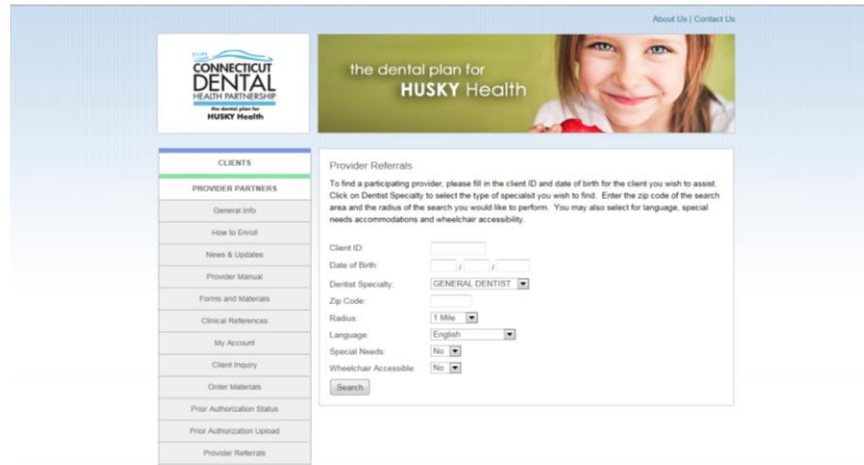 About Us | Contact Us
CONNECTICUT
DENTAL
HEALTH PARTNERSHIP
the dental plan for
HUSKY Health
the dental plan for
HUSKY Health
CLIENTS
PROVIDER PARTNERS
General Info
How to Enroll
News & Updates
Provider Manual
Forms and Materials
Clinical References
My Account
Client Inquiry
Order Materials
Prior Authorization Status
Prior Authorization Upload
Provider Referrals
Provider Referrals
To find a participating provider, please fill in the client ID and date of birth for the client you wish to assist.
Click on Dentist Specialty to select the type of specialist you wish to find. Enter the zip code of the search
area and the radius of the search you would like to perform. You may also select for language, special
needs accommodations and wheelchair accessibility.
Client ID:
Date of Birth: / /
Dentist Specialty: GENERAL DENTIST
Zip Code:
Radius: 1 Mile
Language: English
Special Needs: No
Wheelchair Accessible: No
Search